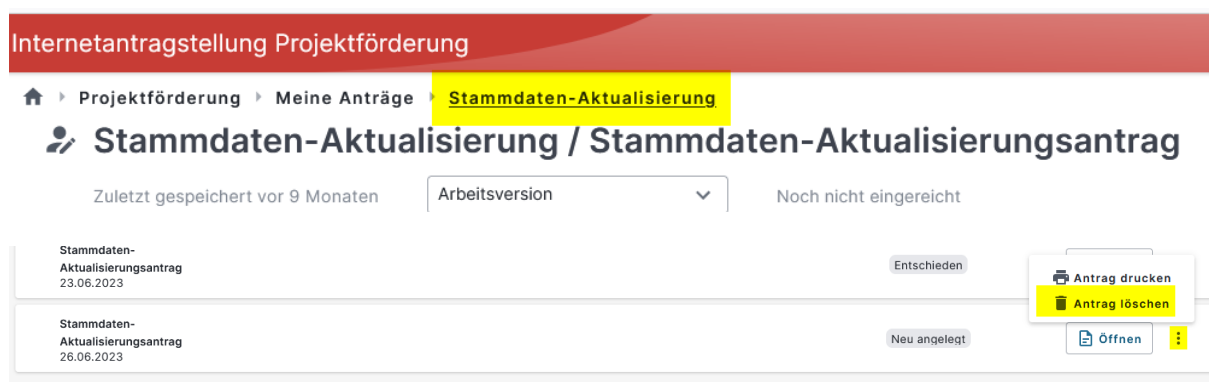 Internetantragstellung Projektförderung
Projektförderung Meine Anträge Stammdaten-Aktualisierung
Stammdaten-Aktualisierung / Stammdaten-Aktualisierungsantrag
Zuletzt gespeichert vor 9 Monaten Arbeitsversion Noch nicht eingereicht
Stammdaten-
Aktualisierungsantrag
23.06.2023
Entschieden
Antrag drucken
Antrag löschen
Stammdaten-
Aktualisierungsantrag
26.06.2023
Neu angelegt
Öffnen